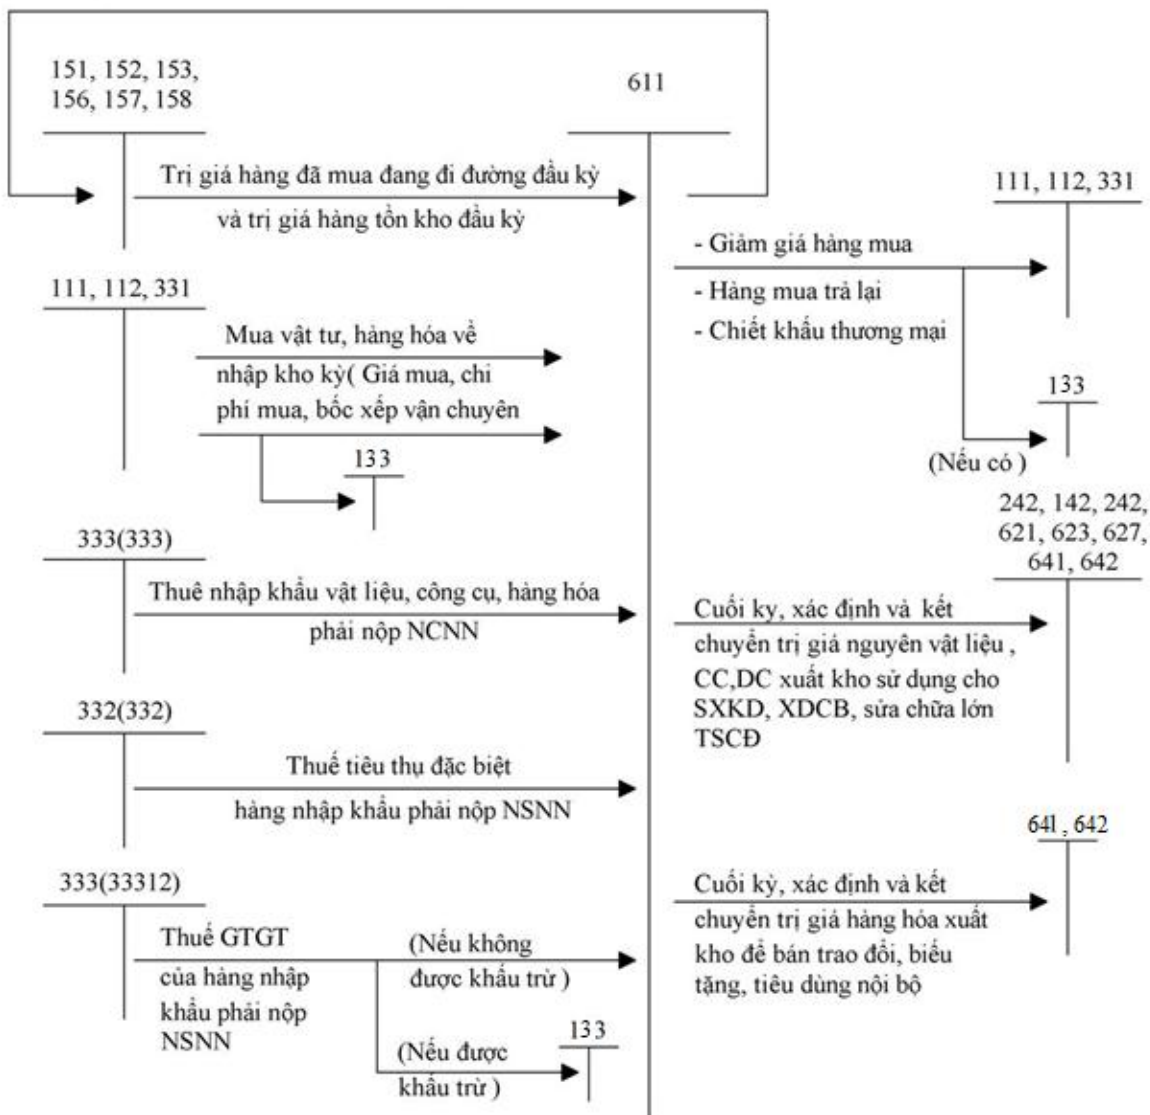 151, 152, 153,
156, 157, 158
611
Trị giá hàng đã mua đang đi đường đầu kỳ
và trị giá hàng tồn kho đầu kỳ
111, 112, 331
- Giảm giá hàng mua
- Hàng mua trả lại
- Chiết khấu thương mại
133
(Nếu có )
111, 112, 331
Mua vật tư, hàng hóa về
nhập kho kỳ( Giá mua, chi
phí mua, bốc xếp vận chuyên
133
333(333)
Thuê nhập khẩu vật liệu, công cụ, hàng hóa
phải nộp NCNN
242, 142, 242,
621, 623, 627,
641, 642
Cuối ky, xác định và kết
chuyển trị giá nguyên vật liệu ,
CC,DC xuất kho sử dụng cho
SXKD, XDCB, sửa chữa lớn
TSCĐ
332(332)
Thuế tiêu thụ đặc biệt
hàng nhập khẩu phải nộp NSNN
641 , 642
Cuối kỳ, xác định và kết
chuyển trị giá hàng hóa xuất
kho để bán trao đổi, biếu
tặng, tiêu dùng nội bộ
333(33312)
Thuế GTGT
của hàng nhập
khẩu phải nộp
NSNN
(Nếu không
được khấu trừ )
133
(Nếu được
khấu trừ )